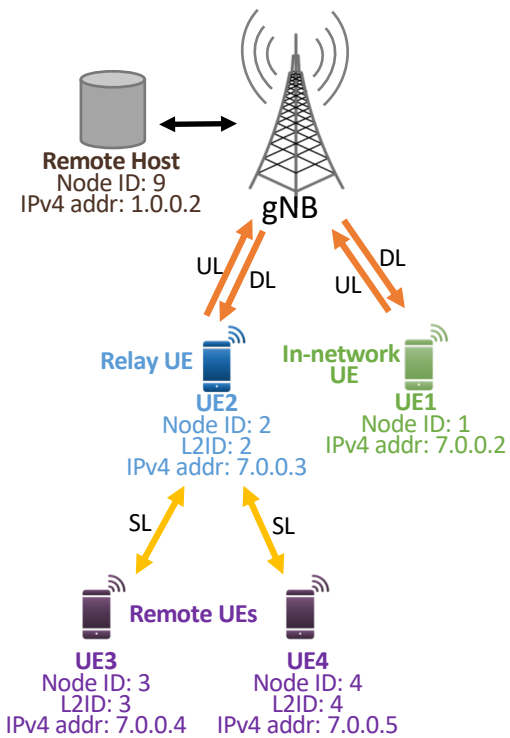 Remote Host
Node ID: 9
IPv4 addr: 1.0.0.2
gNB
UL
DL
DL
UL
Relay UE
UE2
Node ID: 2
L2ID: 2
IPv4 addr: 7.0.0.3
In-network
UE
UE1
Node ID: 1
IPv4 addr: 7.0.0.2
SL
SL
Remote UEs
UE3
Node ID: 3
L2ID: 3
IPv4 addr: 7.0.0.4
UE4
Node ID: 4
L2ID: 4
IPv4 addr: 7.0.0.5